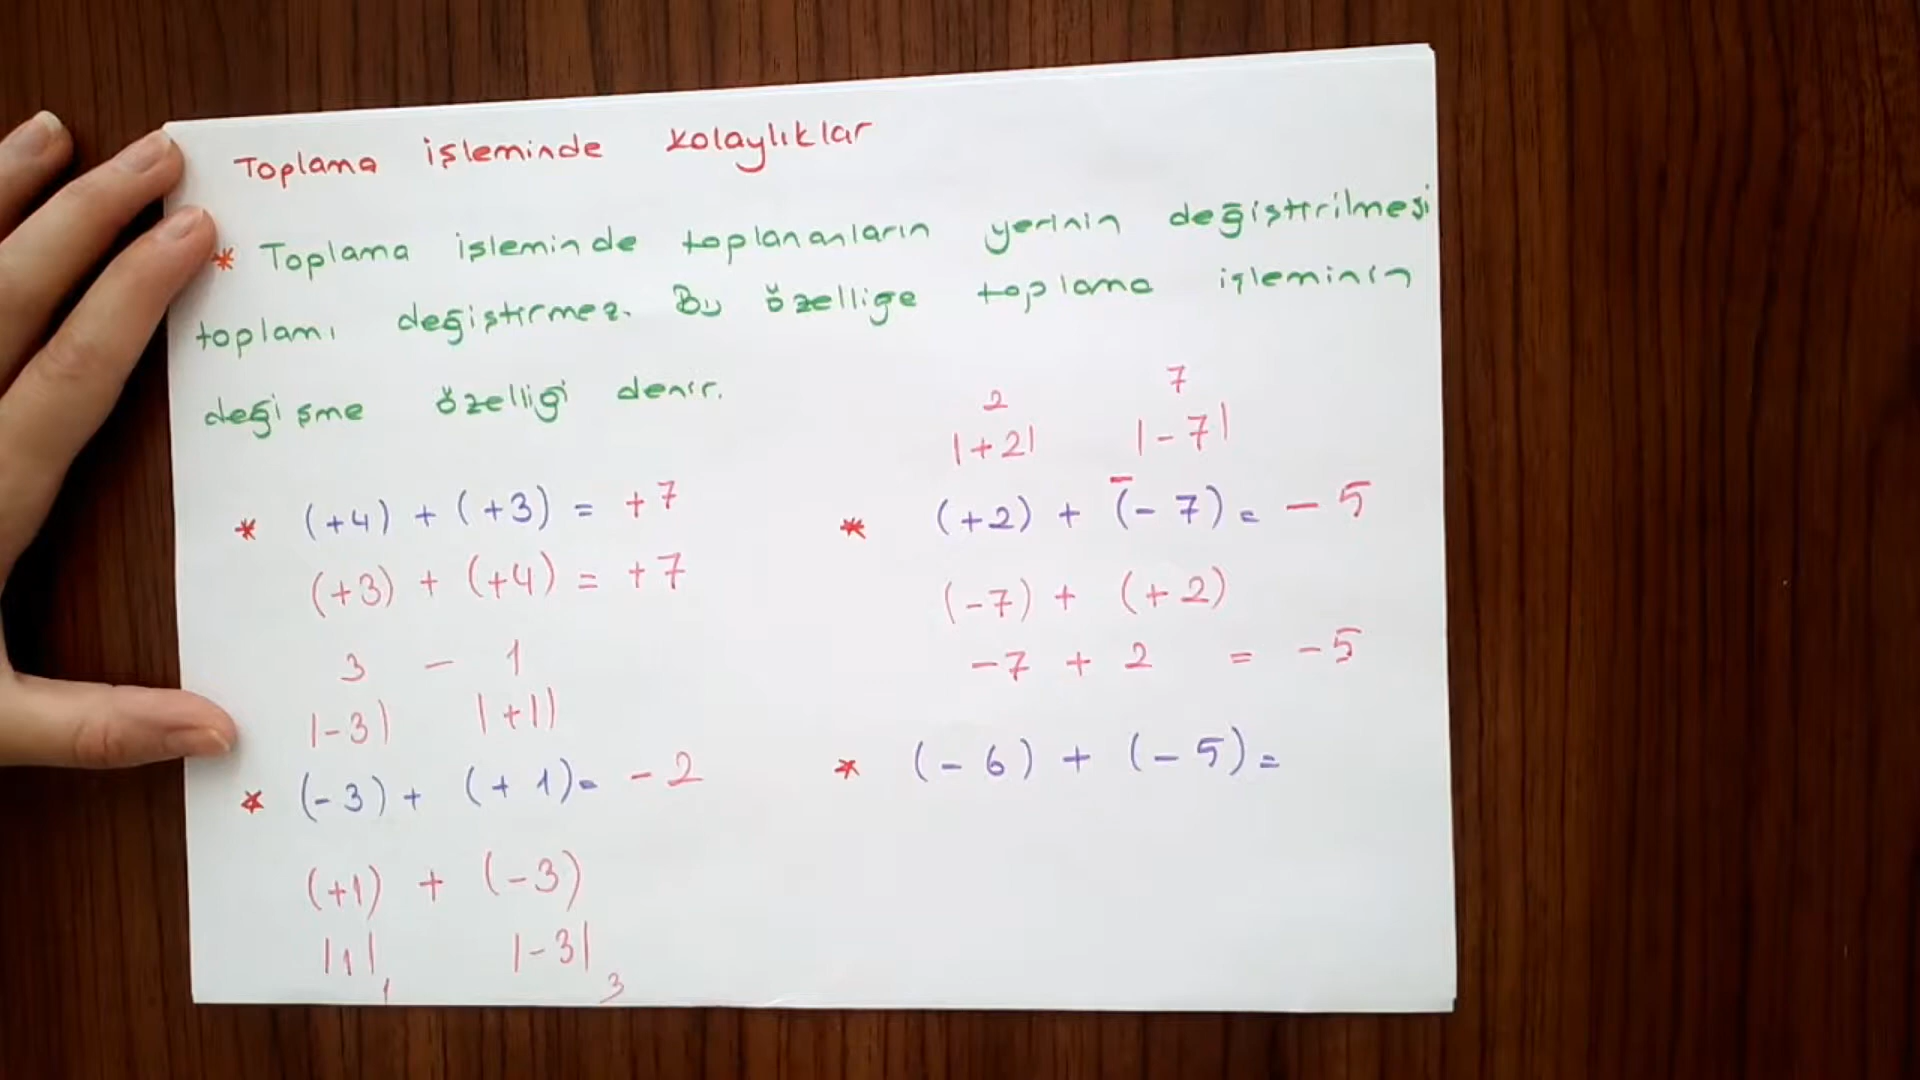 Toplama işleminde kolaylıklar
* Toplama işleminde toplananların yerinin değiştirilmesi
toplamı değiştirmez. Bu özelliğe toplama işleminin
değişme özelliği denir.
* (+4) + (+3) = +7
(+3) + (+4) = +7
3 - 1
|-3| |+1|
* (-3) + (+1) = -2
(+1) + (-3)
|1| |-3|
1 3
2 7
|+2| |-7|
* (+2) + (-7) = -5
(-7) + (+2)
-7 + 2 = -5
* (-6) + (-5) =